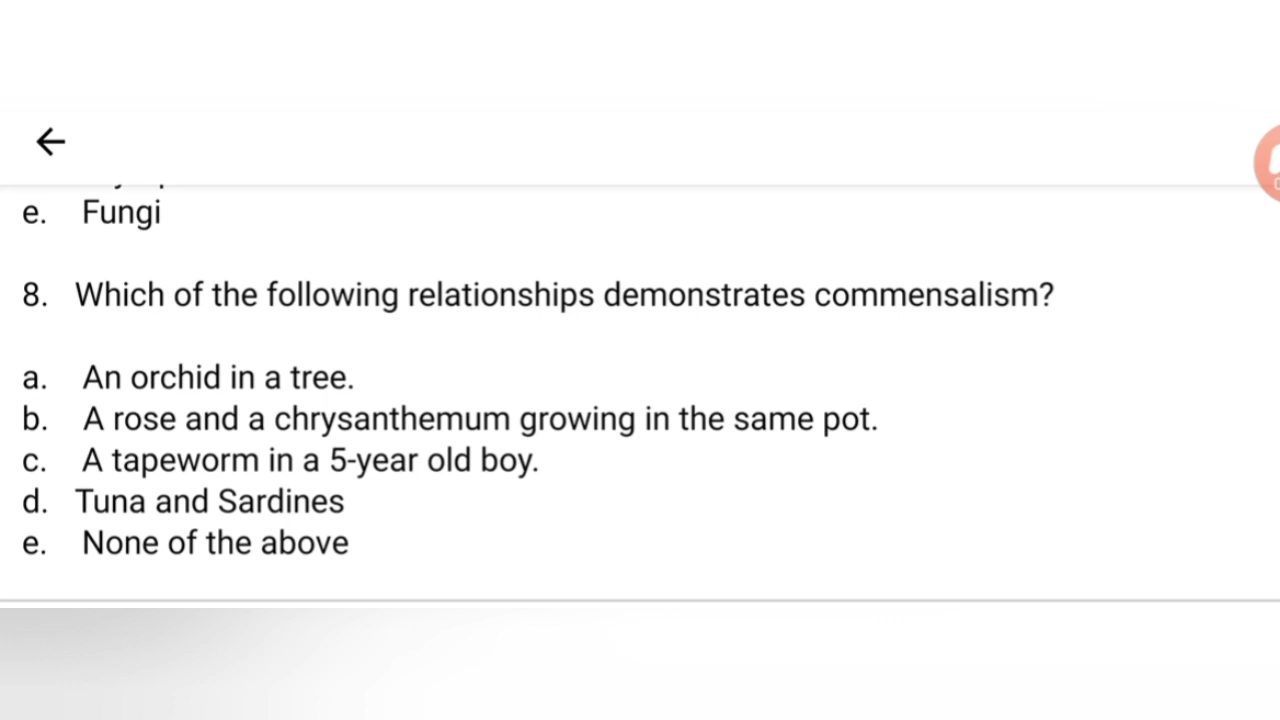 e. Fungi
8. Which of the following relationships demonstrates commensalism?
a. An orchid in a tree.
b. A rose and a chrysanthemum growing in the same pot.
c. A tapeworm in a 5-year old boy.
d. Tuna and Sardines
e. None of the above